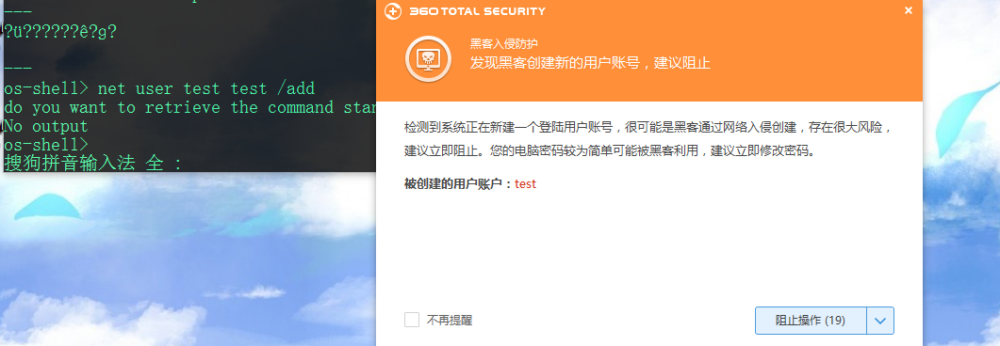 ---
?ü??????ê?g?
---
os-shell> net user test test /add
do you want to retrieve the command stan
No output
os-shell>
搜狗拼音输入法 全 :
360 TOTAL SECURITY
黑客入侵防护
发现黑客创建新的用户账号，建议阻止
检测到系统正在新建一个登陆用户账号，很可能是黑客通过网络入侵创建，存在很大风险，
建议立即阻止。您的电脑密码较为简单可能被黑客利用，建议立即修改密码。
被创建的用户账户：test
不再提醒
阻止操作 (19)